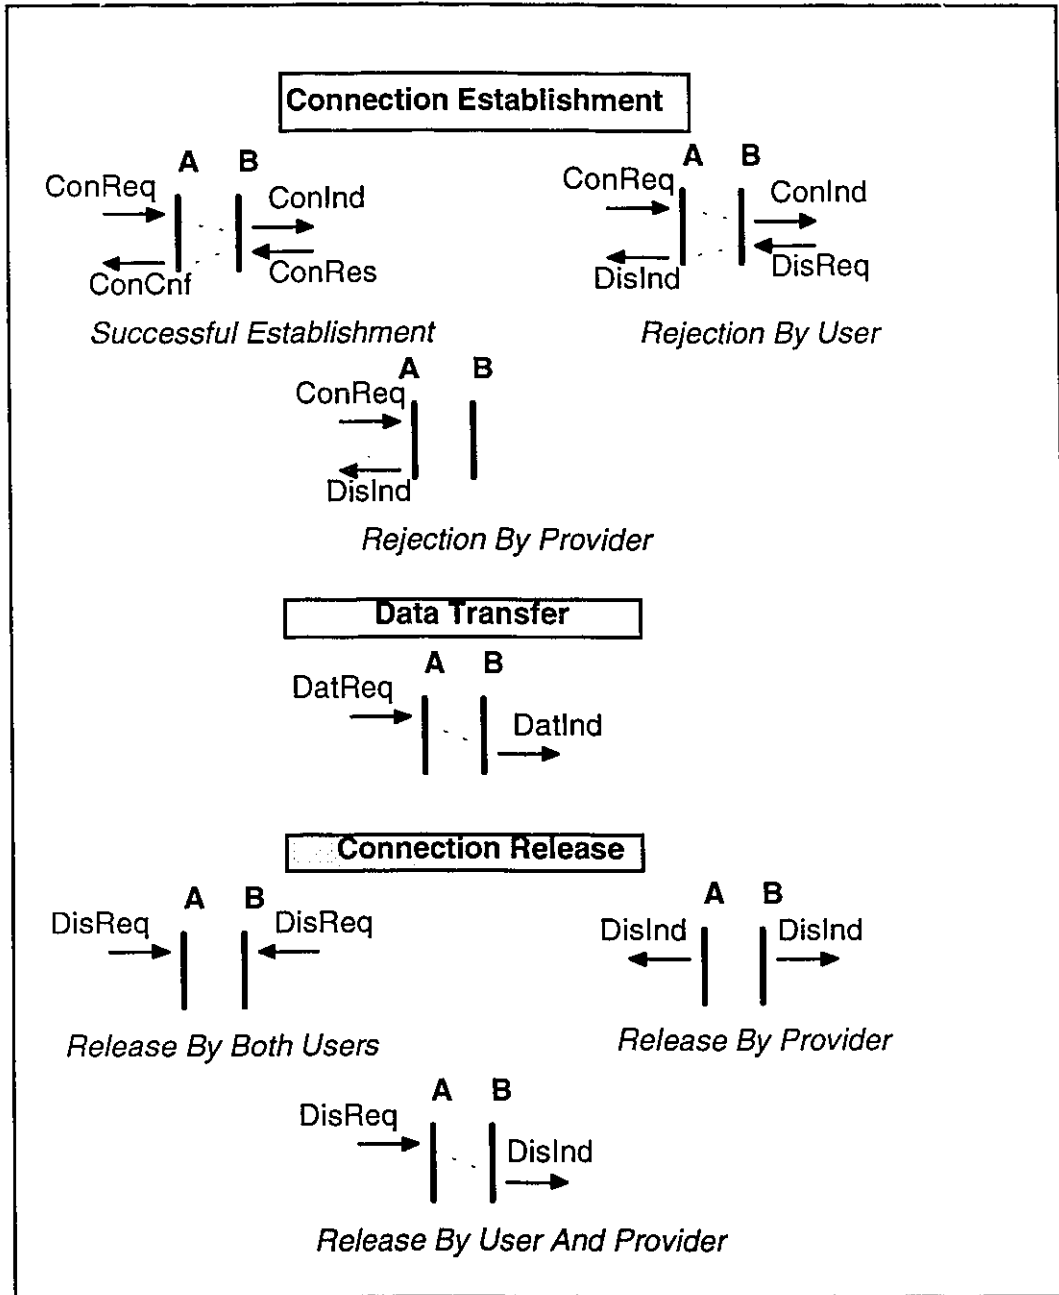 Connection Establishment
A B
ConReq
ConInd
ConCnf
ConRes
Successful Establishment
A B
ConReq
ConInd
DisInd
DisReq
Rejection By User
A B
ConReq
DisInd
Rejection By Provider
Data Transfer
A B
DatReq
DatInd
Connection Release
A B
DisReq
DisReq
Release By Both Users
A B
DisInd
DisInd
Release By Provider
A B
DisReq
DisInd
Release By User And Provider